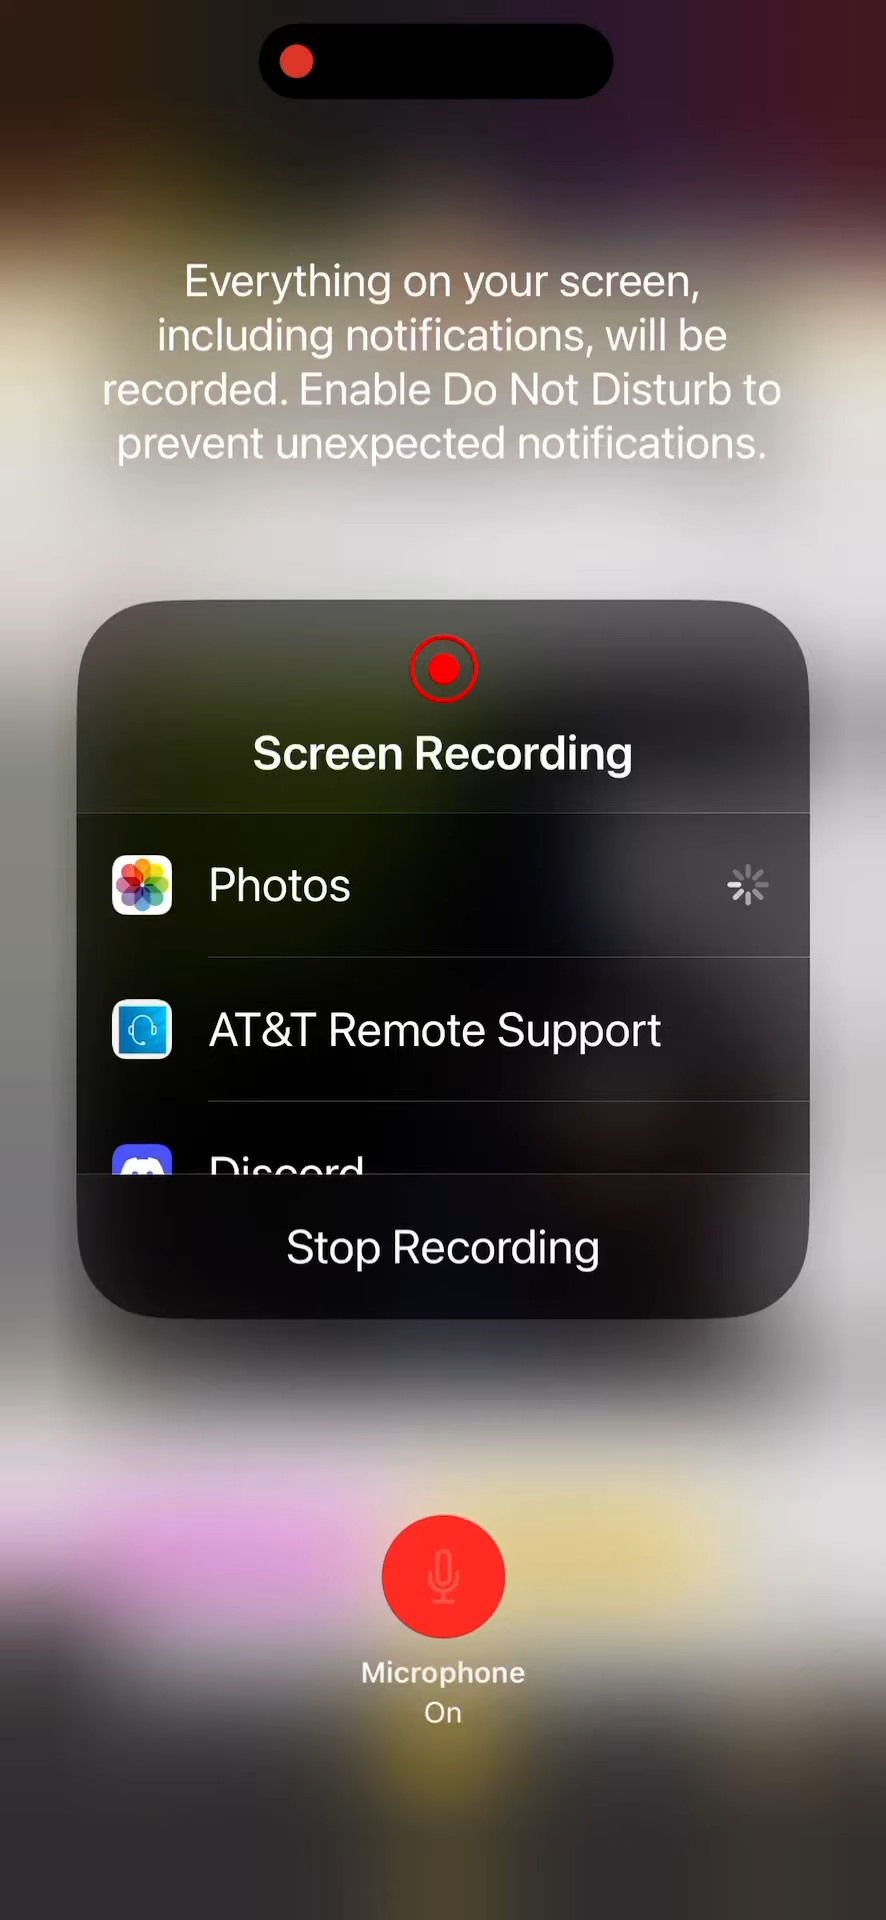 Everything on your screen,
including notifications, will be
recorded. Enable Do Not Disturb to
prevent unexpected notifications.
Screen Recording
Photos
AT&T Remote Support
Discord
Stop Recording
Microphone
On